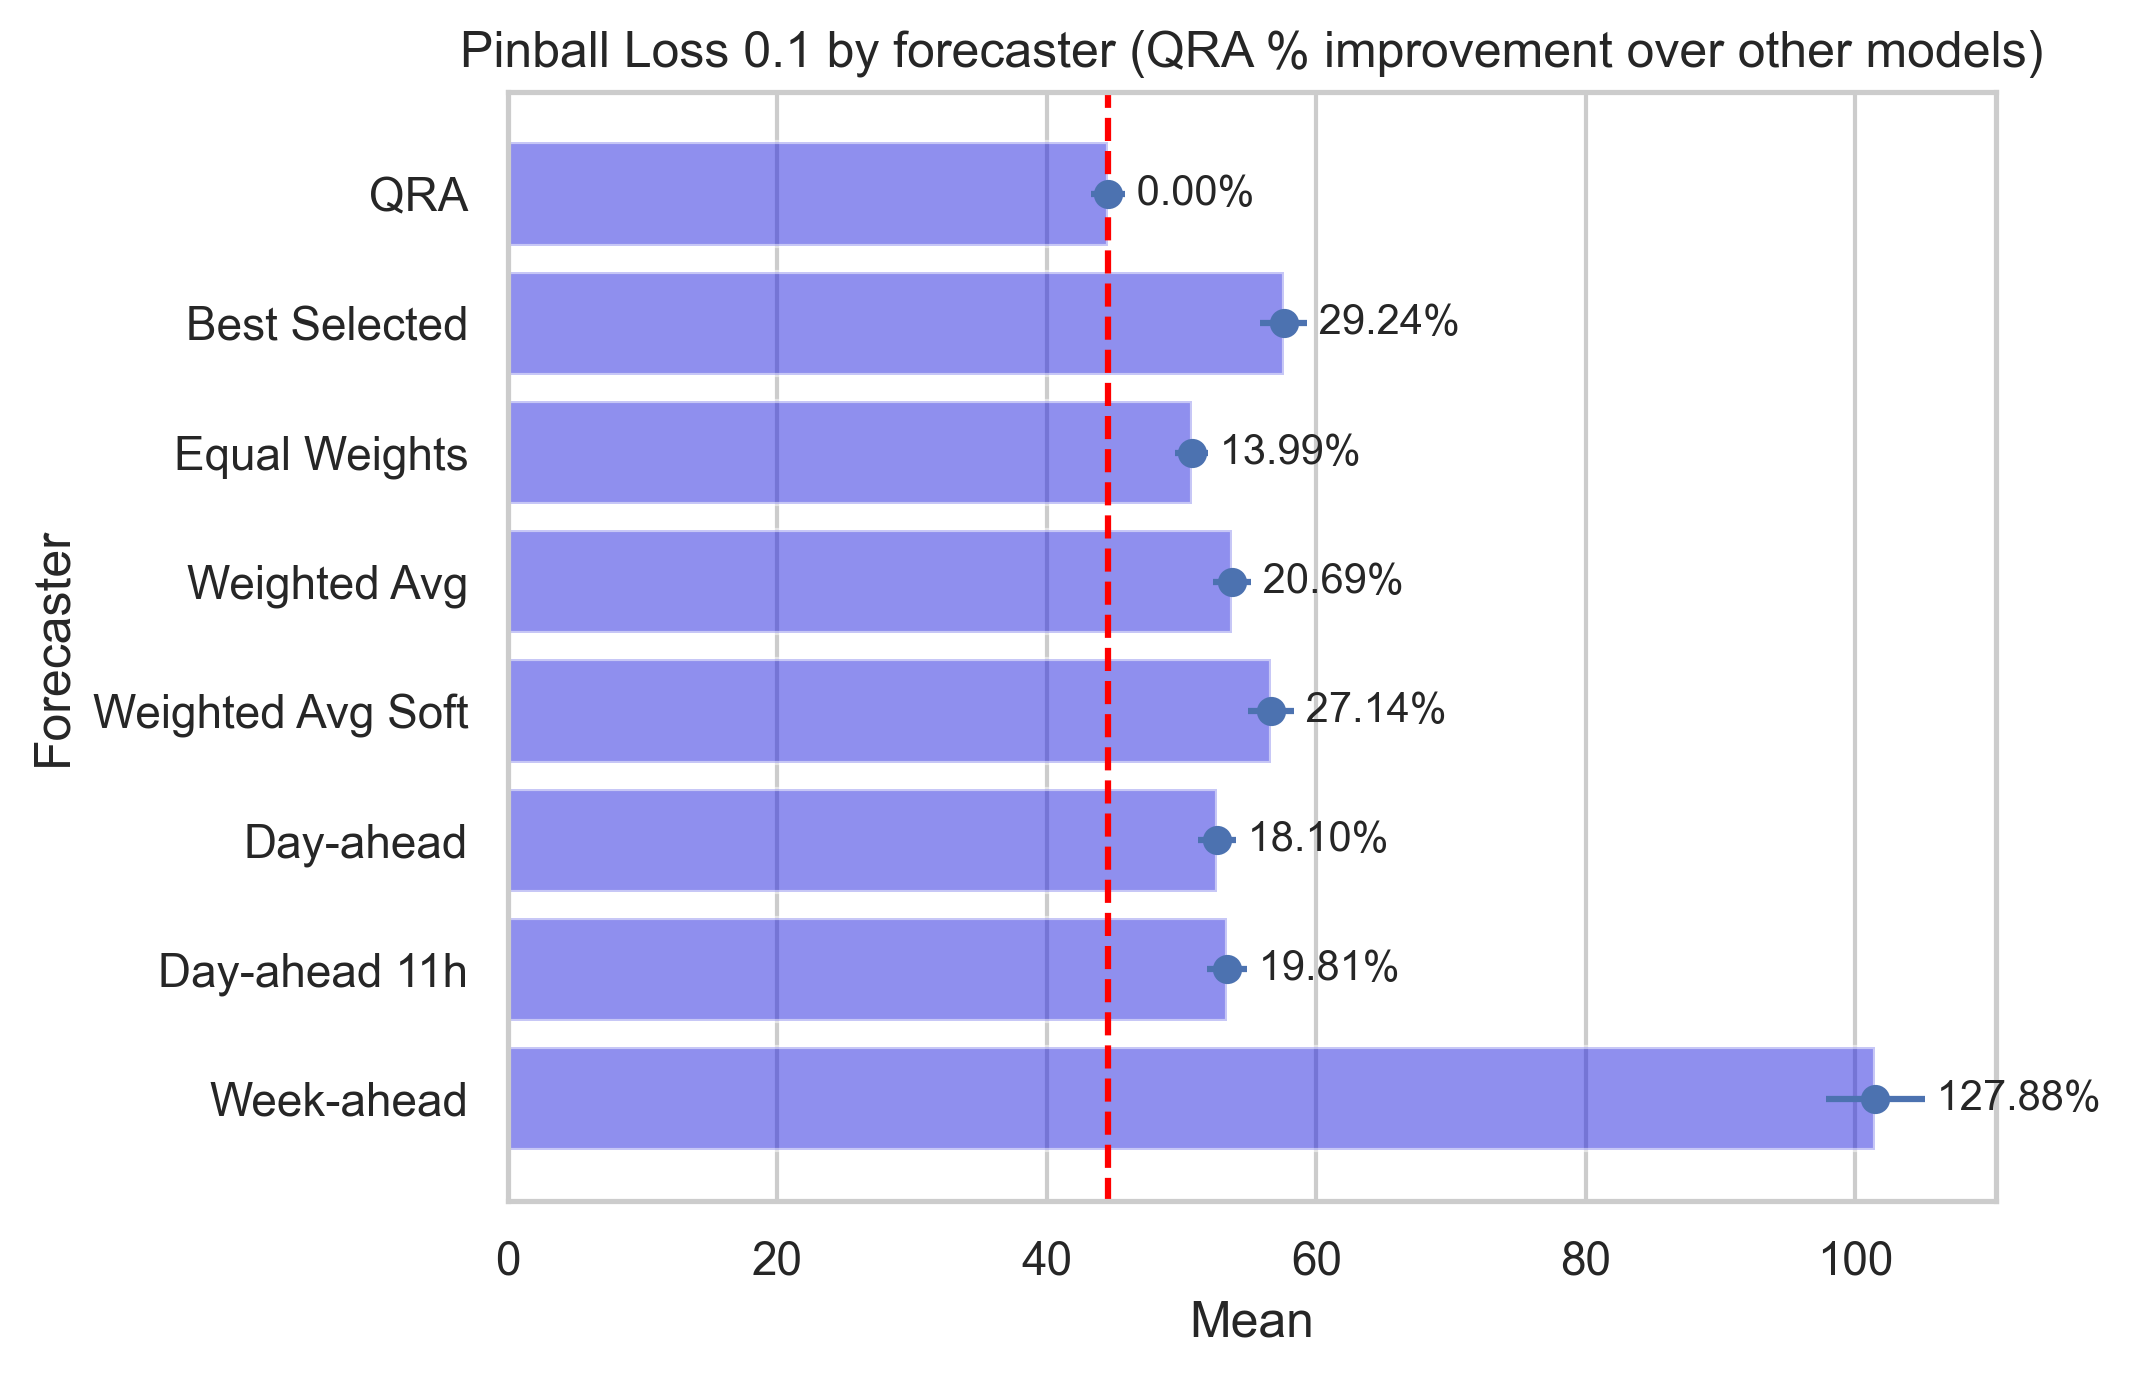 Pinball Loss 0.1 by forecaster (QRA % improvement over other models)
Forecaster
QRA
0.00%
Best Selected
29.24%
Equal Weights
13.99%
Weighted Avg
20.69%
Weighted Avg Soft
27.14%
Day-ahead
18.10%
Day-ahead 11h
19.81%
Week-ahead
127.88%
0 20 40 60 80 100
Mean